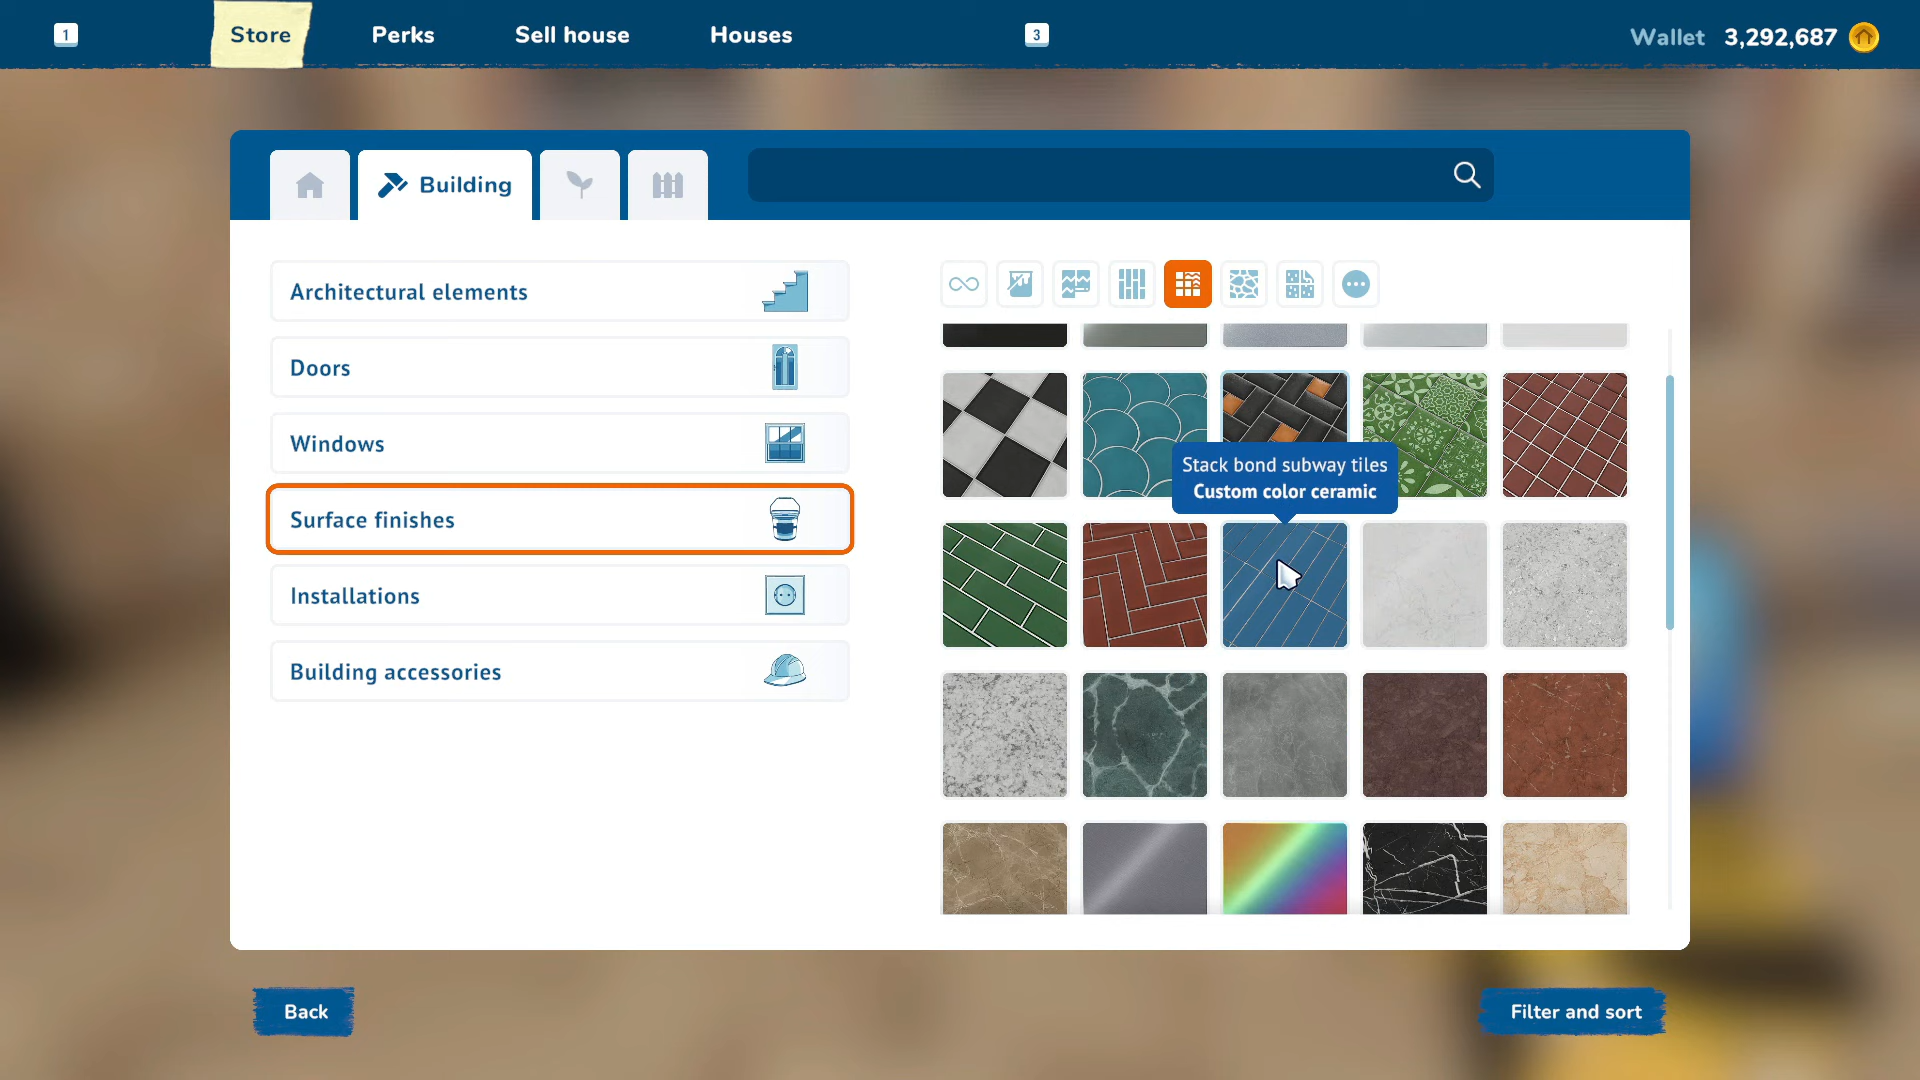 1
Store
Perks
Sell house
Houses
3
Wallet 3,292,687
Building
Architectural elements
Doors
Windows
Surface finishes
Installations
Building accessories
Stack bond subway tiles
Custom color ceramic
Back
Filter and sort